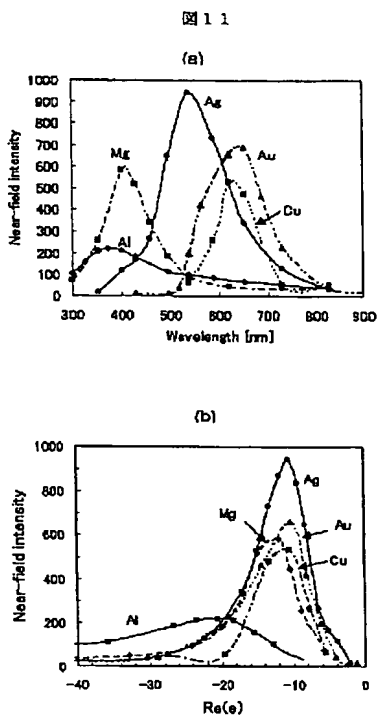 図11
(a)
Near-field intensity
1000
900
800
700
600
500
400
300
200
100
0
Ag
Au
Mg
Cu
Al
300 400 500 600 700 800 900
Wavelength [nm]
(b)
Near-field intensity
1000
800
600
400
200
0
Ag
Mg
Au
Cu
Al
-40 -30 -20 -10 0
Re(e)